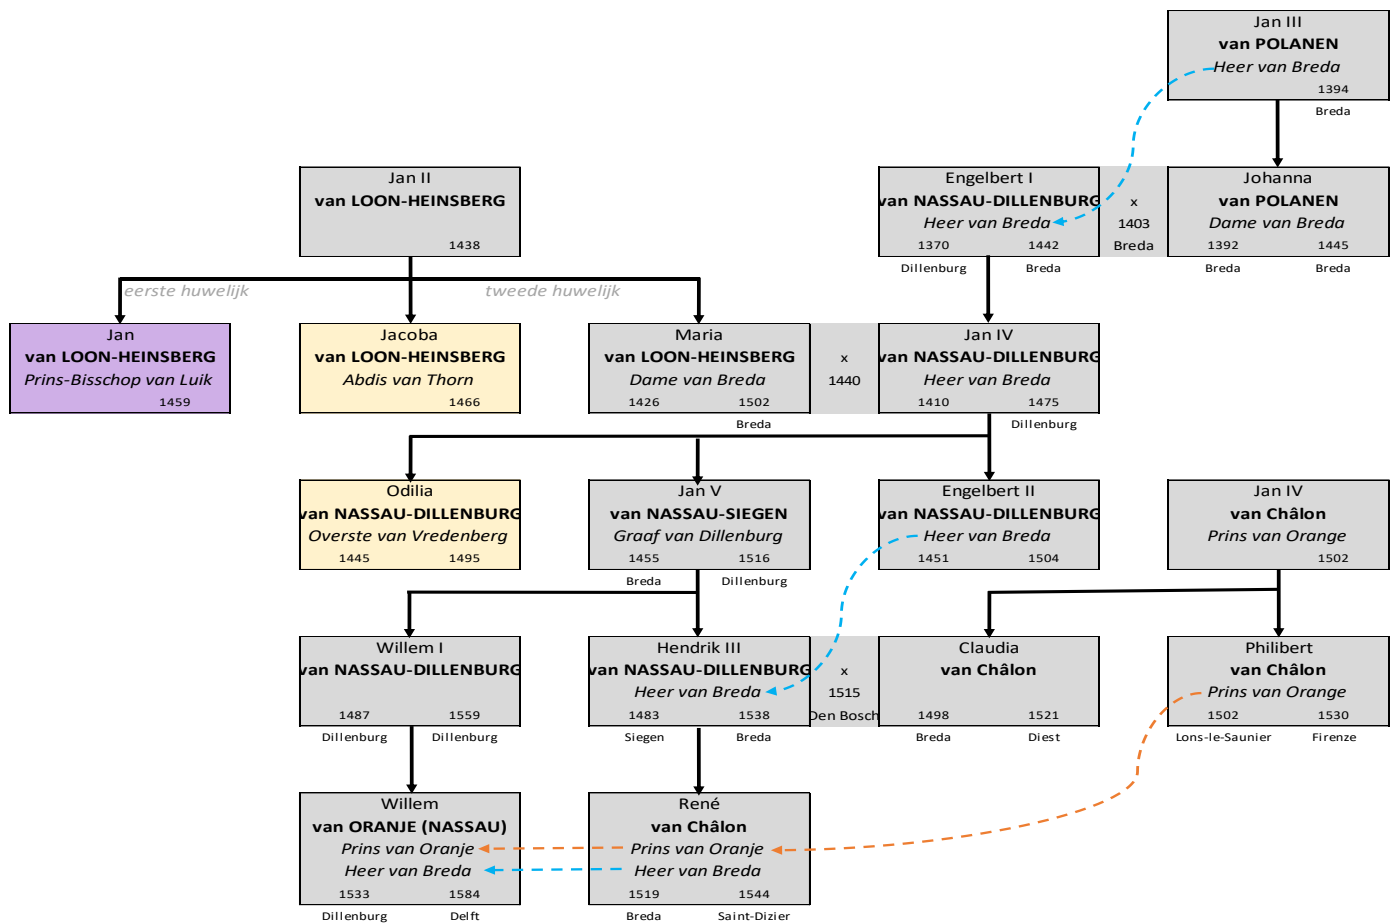 Jan III
van POLANEN
Heer van Breda
1394
Breda
Jan II
van LOON-HEINSBERG
1438
Engelbert I
van NASSAU-DILLENBURG
Heer van Breda
1370 1442
Dillenburg Breda
x
1403
Breda
Johanna
van POLANEN
Dame van Breda
1392 1445
Breda Breda
eerste huwelijk tweede huwelijk
Jan
van LOON-HEINSBERG
Prins-Bisschop van Luik
1459
Jacoba
van LOON-HEINSBERG
Abdis van Thorn
1466
Maria
van LOON-HEINSBERG
Dame van Breda
1426 1502
Breda
x
1440
Jan IV
van NASSAU-DILLENBURG
Heer van Breda
1410 1475
Dillenburg
Odilia
van NASSAU-DILLENBURG
Overste van Vredenberg
1445 1495
Jan V
van NASSAU-SIEGEN
Graaf van Dillenburg
1455 1516
Breda Dillenburg
Engelbert II
van NASSAU-DILLENBURG
Heer van Breda
1451 1504
Jan IV
van Châlon
Prins van Orange
1502
Willem I
van NASSAU-DILLENBURG
1487 1559
Dillenburg Dillenburg
Hendrik III
van NASSAU-DILLENBURG
Heer van Breda
1483 1538
Siegen Breda
x
1515
Den Bosch
Claudia
van Châlon
1498 1521
Breda Diest
Philibert
van Châlon
Prins van Orange
1502 1530
Lons-le-Saunier Firenze
Willem
van ORANJE (NASSAU)
Prins van Oranje
Heer van Breda
1533 1584
Dillenburg Delft
René
van Châlon
Prins van Oranje
Heer van Breda
1519 1544
Breda Saint-Dizier